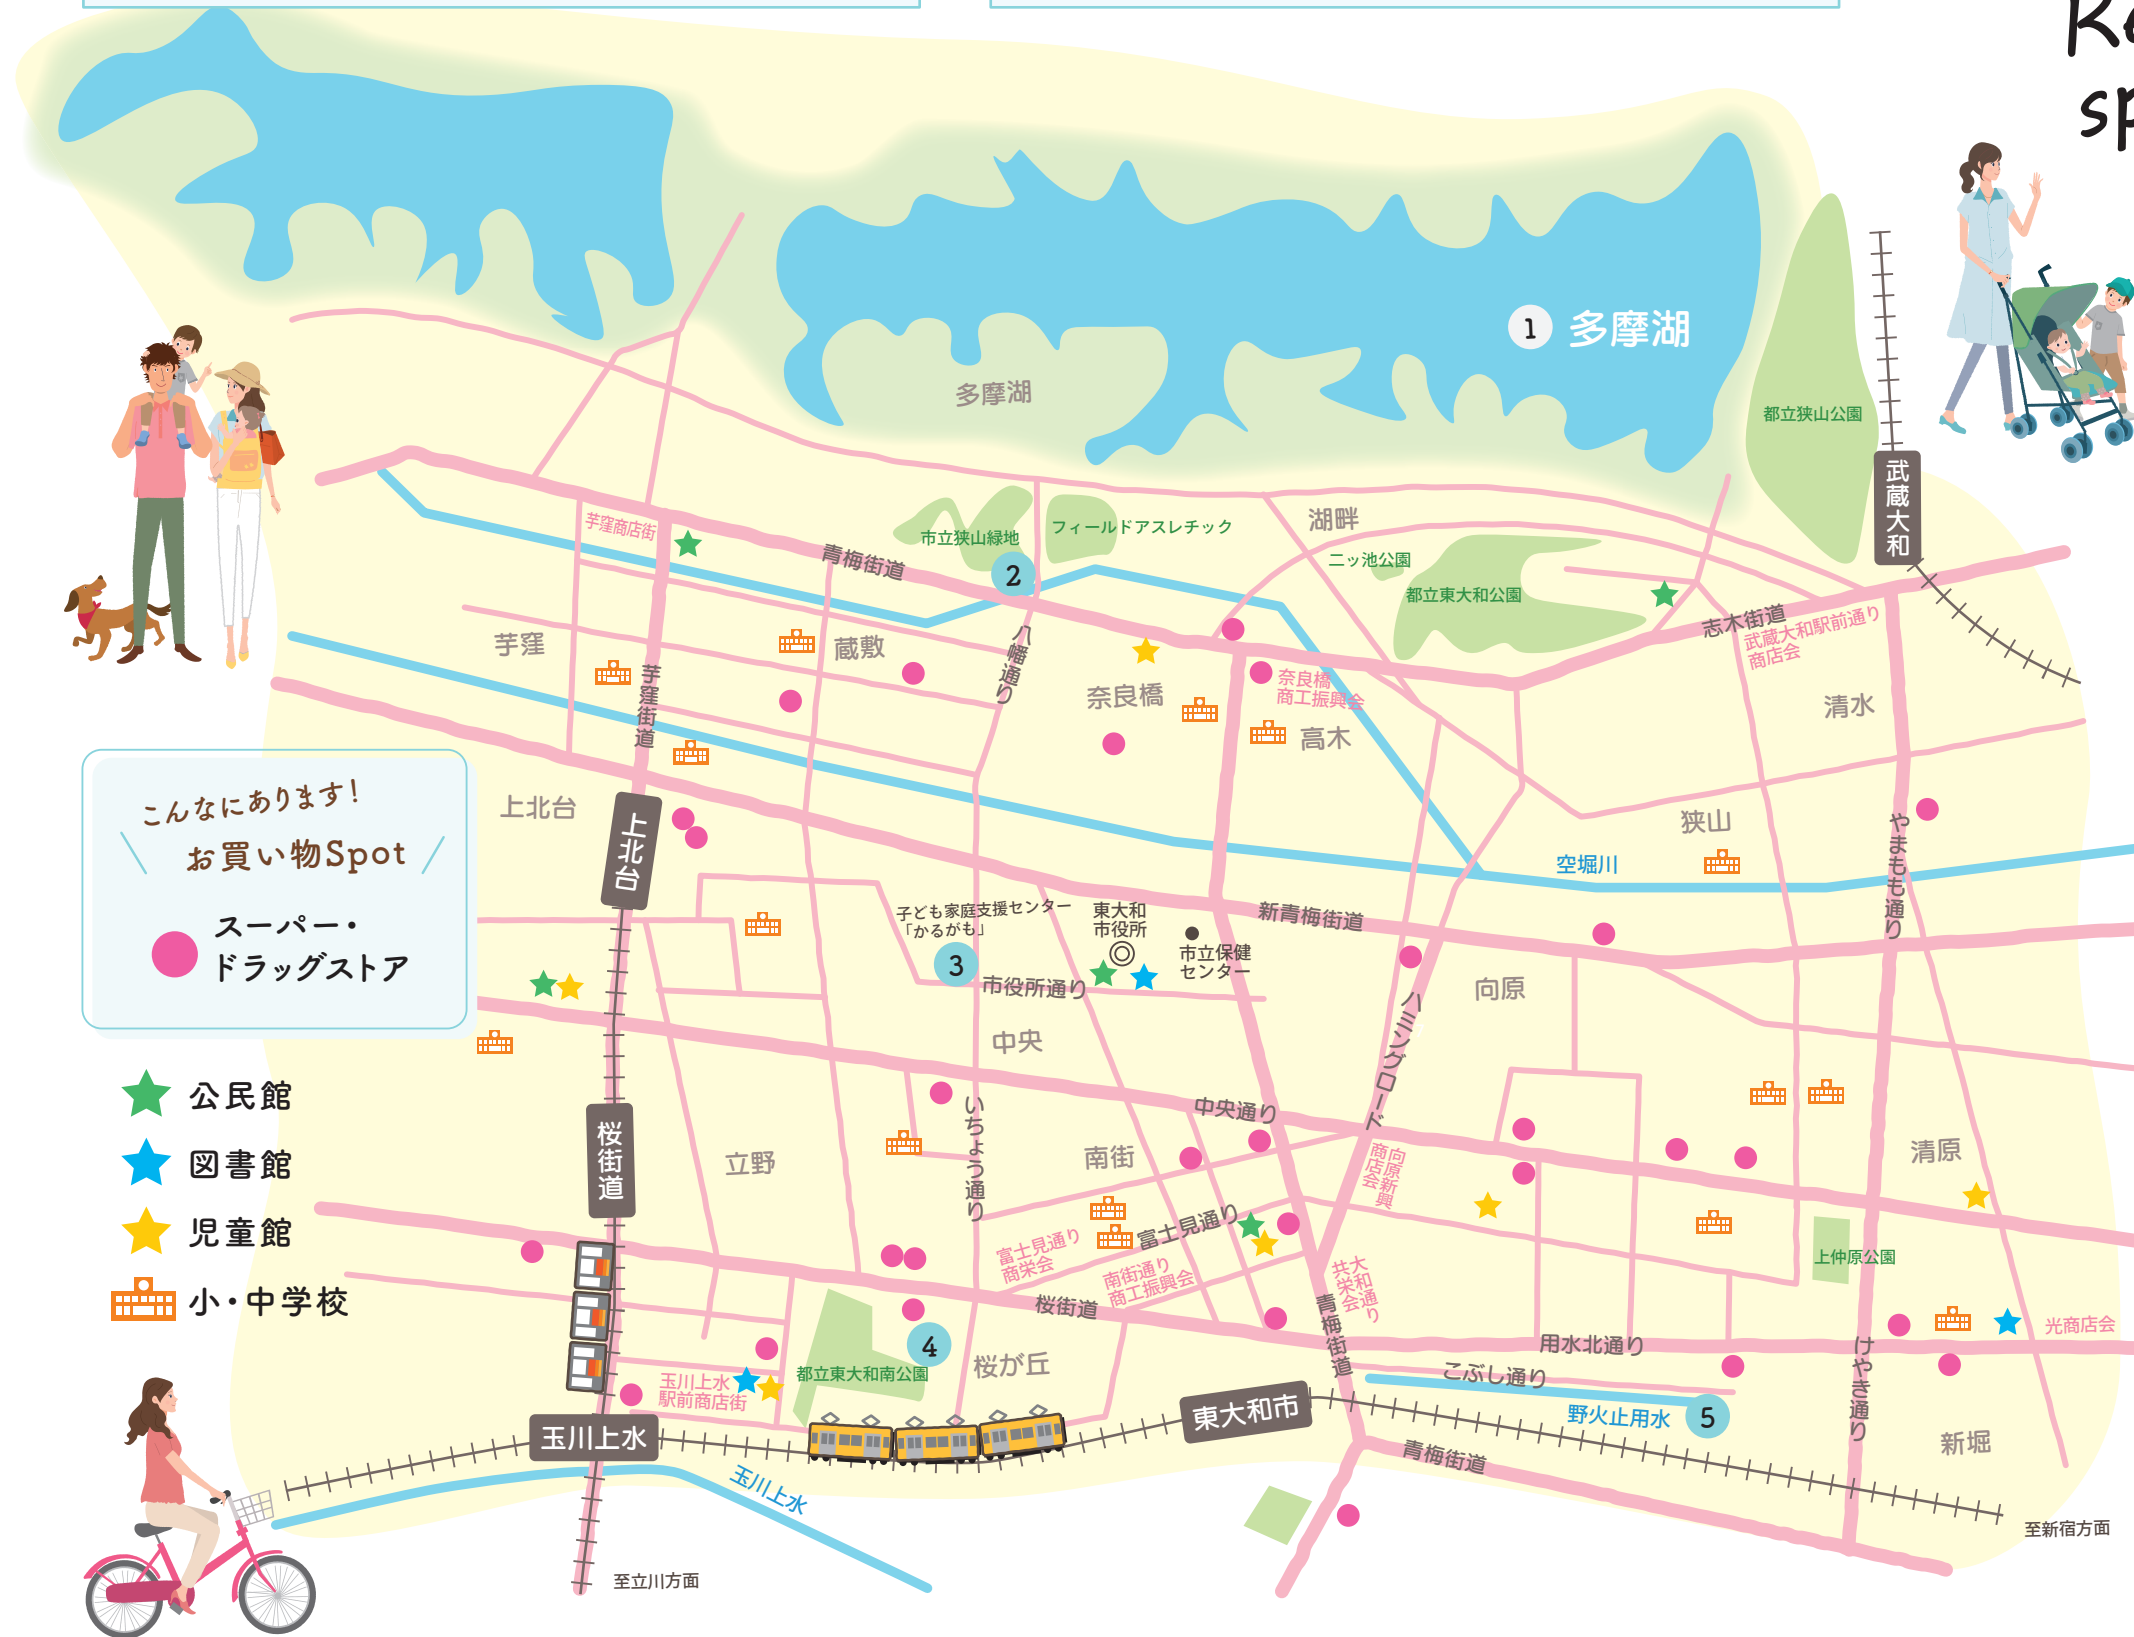 1 多摩湖
多摩湖
都立狭山公園
武蔵大和
芋窪商店街
青梅街道
市立狭山緑地
フィールドアスレチック
2
湖畔
二ッ池公園
都立東大和公園
志木街道
武蔵大和駅前通り
商店会
芋窪
蔵敷
八幡通り
奈良橋
奈良橋
商工振興会
高木
清水
芋窪街道
上北台
上北台
狭山
空堀川
やまもも通り
こんなにあります!
お買い物Spot
スーパー・
ドラッグストア
子ども家庭支援センター
「かるがも」
3
東大和
市役所
市立保健
センター
新青梅街道
市役所通り
向原
ハミングロード
中央
公民館
図書館
児童館
小・中学校
桜街道
立野
いちょう通り
中央通り
南街
向原新興
商店会
清原
富士見通り
富士見通り
商栄会
南街通り
商工振興会
大和通り
共栄会
上仲原公園
桜街道
青梅街道
用水北通り
こぶし通り
光商店会
けやき通り
4
都立東大和南公園
桜が丘
玉川上水
駅前商店街
玉川上水
東大和市
野火止用水
5
新堀
青梅街道
玉川上水
至新宿方面
至立川方面